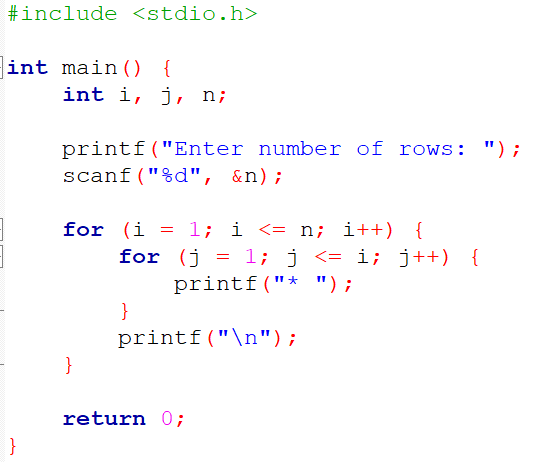 #include <stdio.h>
int main() {
    int i, j, n;
    printf("Enter number of rows: ");
    scanf("%d", &n);
    for (i = 1; i <= n; i++) {
        for (j = 1; j <= i; j++) {
            printf("* ");
        }
        printf("\n");
    }
    return 0;
}